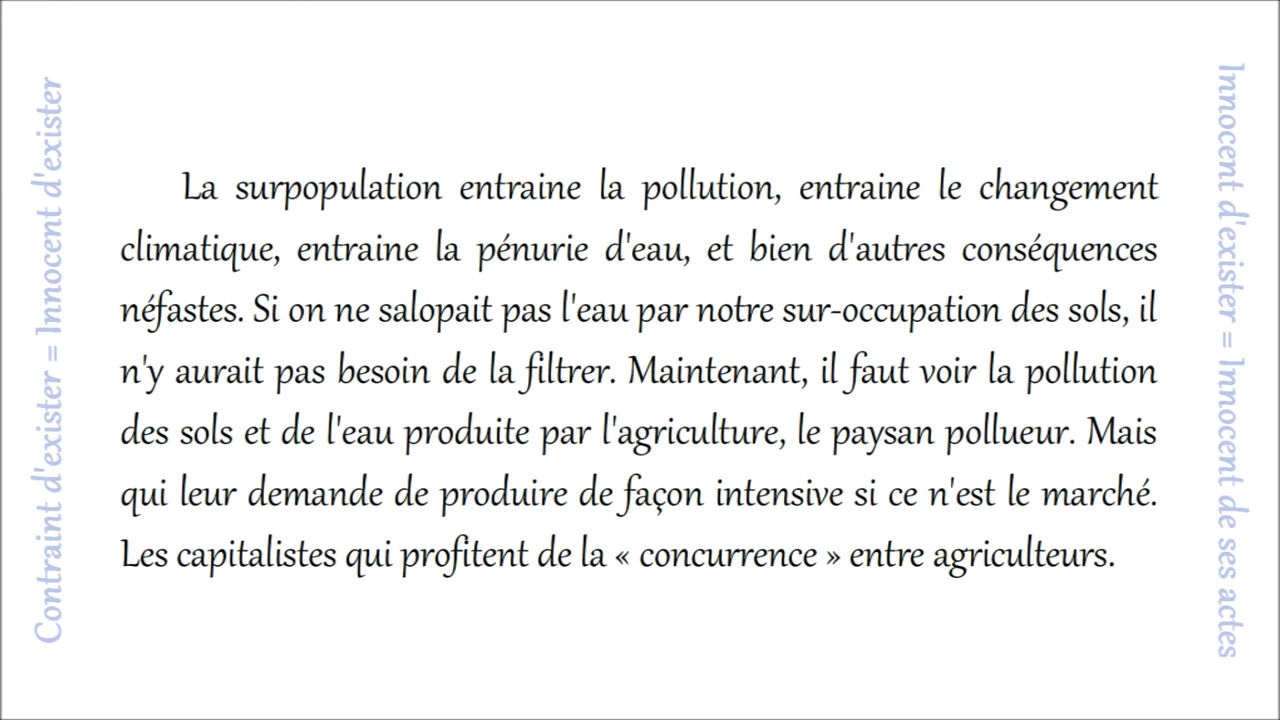 Contraint d'exister = Innocent d'exister
La surpopulation entraine la pollution, entraine le changement
climatique, entraine la pénurie d'eau, et bien d'autres conséquences
néfastes. Si on ne salopait pas l'eau par notre sur-occupation des sols, il
n'y aurait pas besoin de la filtrer. Maintenant, il faut voir la pollution
des sols et de l'eau produite par l'agriculture, le paysan pollueur. Mais
qui leur demande de produire de façon intensive si ce n'est le marché.
Les capitalistes qui profitent de la « concurrence » entre agriculteurs.
Innocent d'exister = Innocent de ses actes